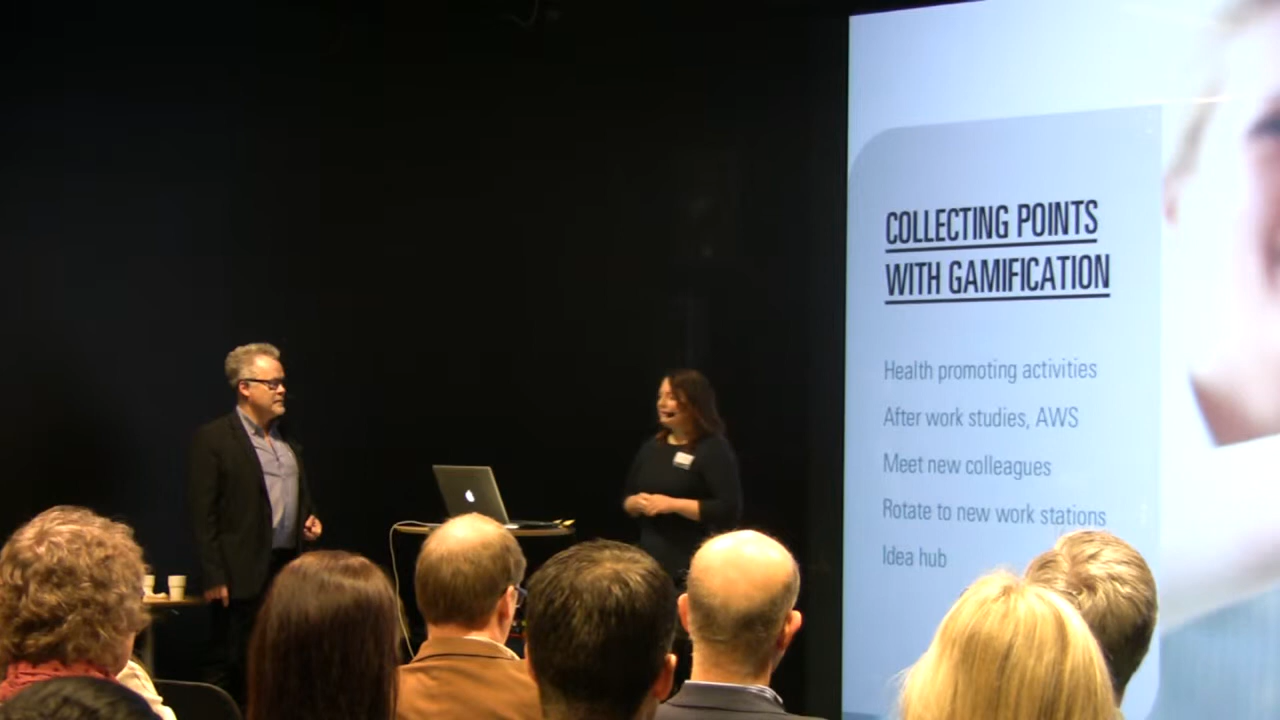 COLLECTING POINTS
WITH GAMIFICATION
Health promoting activities
After work studies, AWS
Meet new colleagues
Rotate to new work stations
Idea hub